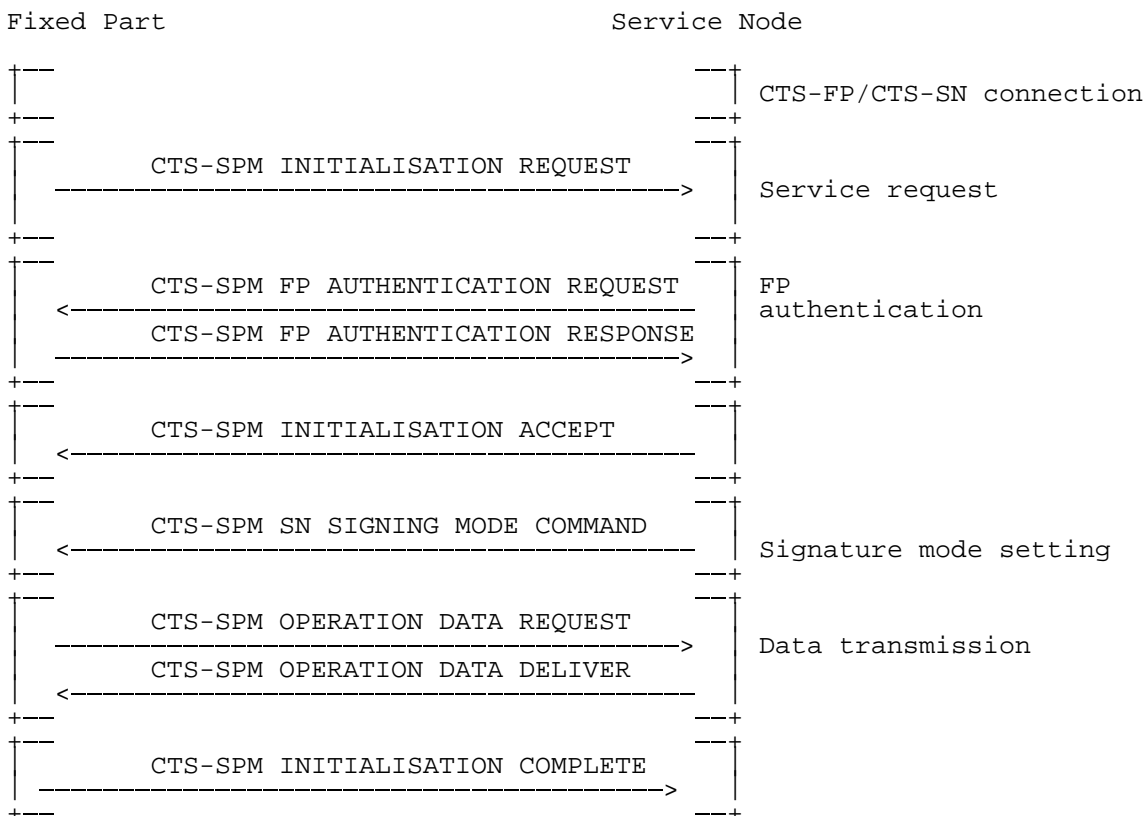 Fixed Part Service Node
CTS-FP/CTS-SN connection
CTS-SPM INITIALISATION REQUEST
Service request
CTS-SPM FP AUTHENTICATION REQUEST FP
authentication
CTS-SPM FP AUTHENTICATION RESPONSE
CTS-SPM INITIALISATION ACCEPT
CTS-SPM SN SIGNING MODE COMMAND
Signature mode setting
CTS-SPM OPERATION DATA REQUEST
Data transmission
CTS-SPM OPERATION DATA DELIVER
CTS-SPM INITIALISATION COMPLETE